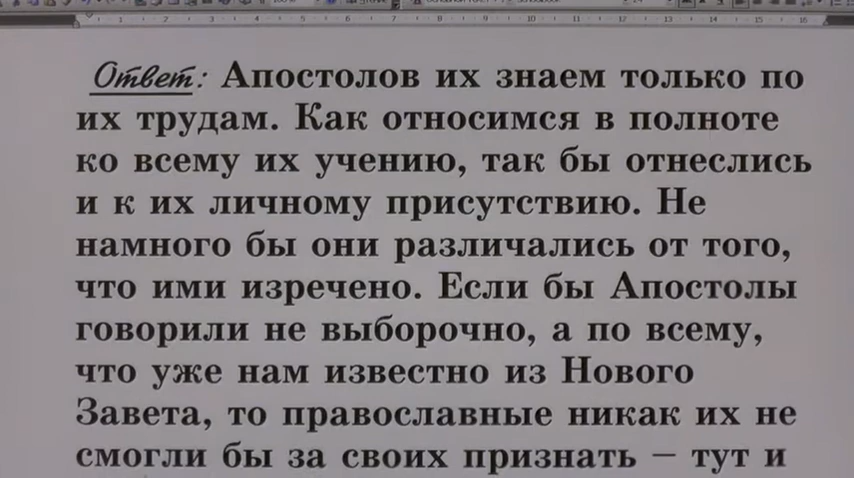 Ответ: Апостолов их знаем только по
их трудам. Как относимся в полноте
ко всему их учению, так бы отнеслись
и к их личному присутствию. Не
намного бы они различались от того,
что ими изречено. Если бы Апостолы
говорили не выборочно, а по всему,
что уже нам известно из Нового
Завета, то православные никак их не
смогли бы за своих признать – тут и